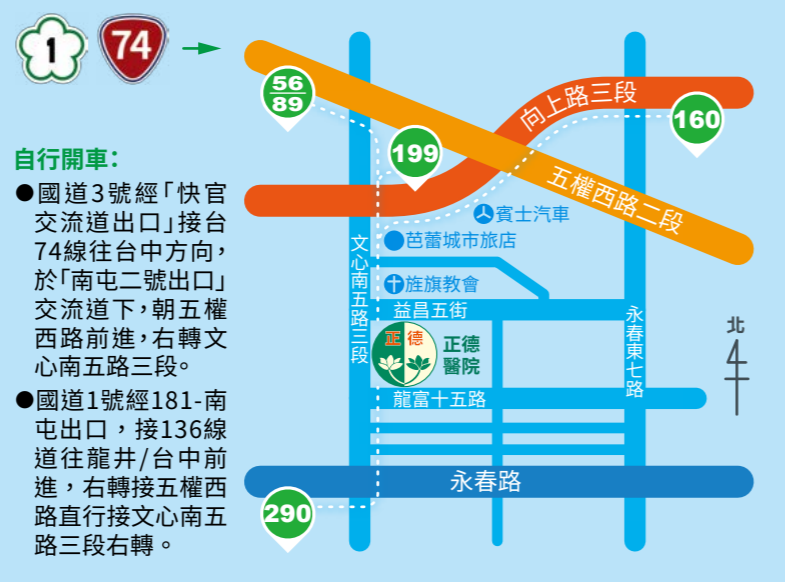 1
74
自行開車：
●國道3號經「快官
交流道出口」接台
74線往台中方向，
於「南屯二號出口」
交流道下，朝五權
西路前進，右轉文
心南五路三段。
●國道1號經181-南
屯出口，接136線
道往龍井/台中前
進，右轉接五權西
路直行接文心南五
路三段右轉。
56
89
199
160
向上路三段
五權西路二段
賓士汽車
芭蕾城市旅店
旌旗教會
文心南五路三段
益昌五街
正德
正德
醫院
永春東七路
北
龍富十五路
永春路
290